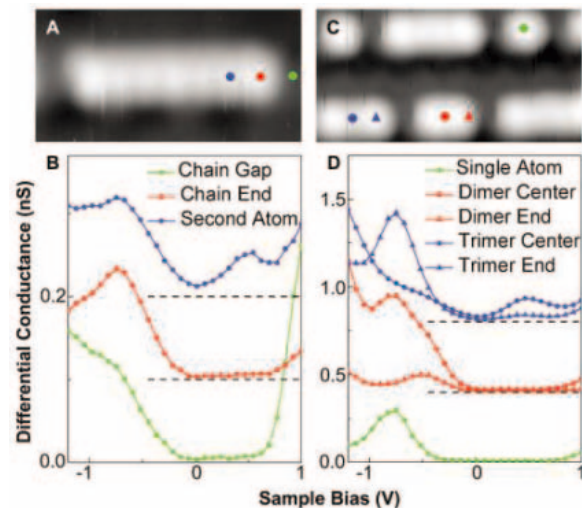 A
C
B
Chain Gap
Chain End
Second Atom
D
Single Atom
Dimer Center
Dimer End
Trimer Center
Trimer End
Differential Conductance (nS)
0.2
0.0
1.5
1.0
0.5
0.0
-1 0 1
-1 0 1
Sample Bias (V)